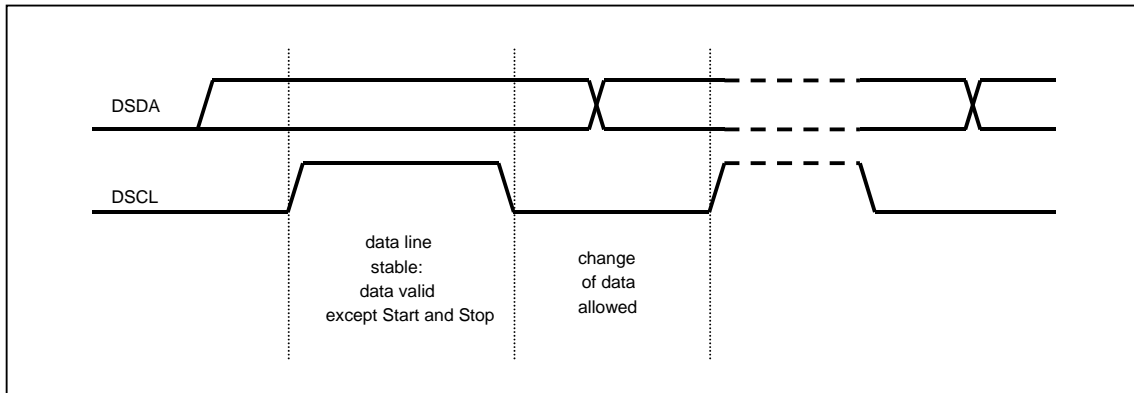 DSDA
DSCL
data line
stable:
data valid
except Start and Stop
change
of data
allowed